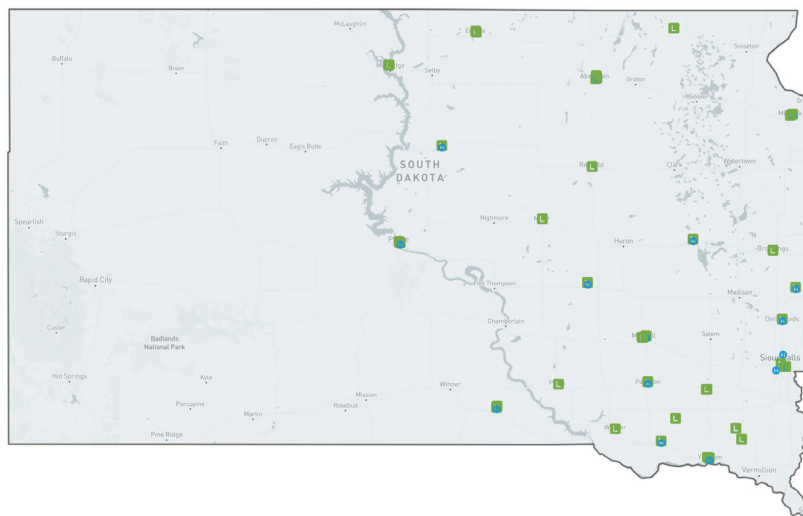 McLaughlin
Sisseton
Buffalo
Bison
Selby
Groton
Webster
Faith
Dupree
Eagle Butte
SOUTH
DAKOTA
Watertown
Spearfish
Sturgis
Highmore
Huron
Rapid City
Thompson
Madison
Chamberlain
Custer
Badlands
National Park
Salem
Sioux Falls
Hot Springs
Kyle
Winner
Mission
Porcupine
Rosebud
Martin
Pine Ridge
Vermillion
L
L
L
L
L
L
L
L
L
L
L
L